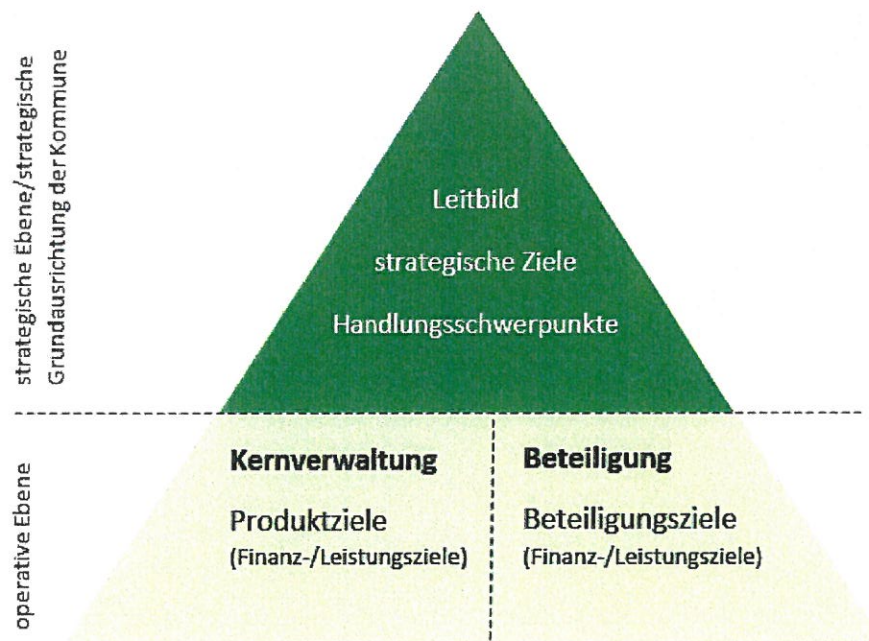 strategische Ebene/strategische
Grundausrichtung der Kommune
Leitbild
strategische Ziele
Handlungsschwerpunkte
operative Ebene
Kernverwaltung
Produktziele
(Finanz-/Leistungsziele)
Beteiligung
Beteiligungsziele
(Finanz-/Leistungsziele)